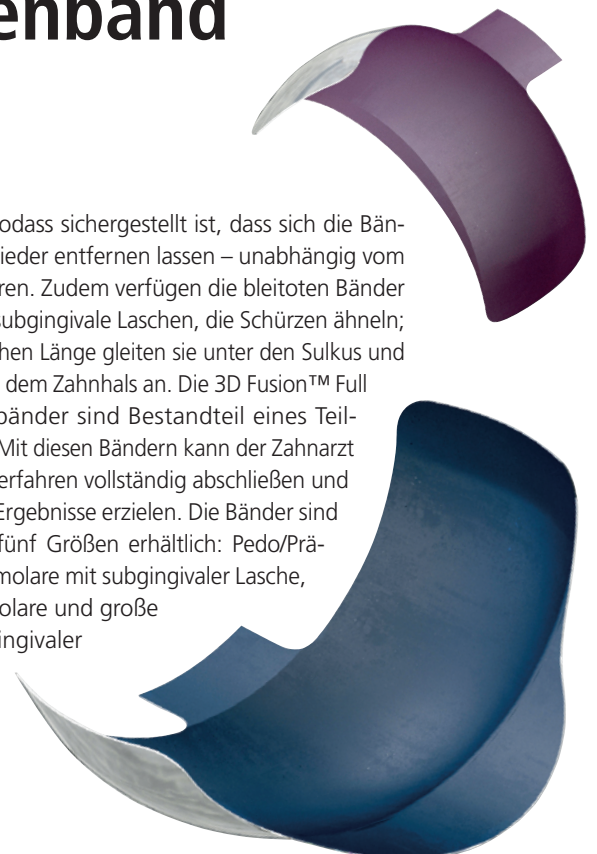 enband
odass sichergestellt ist, dass sich die Bän-
ieder entfernen lassen – unabhängig vom
ren. Zudem verfügen die bleitoten Bänder
subgingivale Laschen, die Schürzen ähneln;
hen Länge gleiten sie unter den Sulkus und
dem Zahnhals an. Die 3D Fusion™ Full
bänder sind Bestandteil eines Teil-
Mit diesen Bändern kann der Zahnarzt
erfahren vollständig abschließen und
Ergebnisse erzielen. Die Bänder sind
fünf Größen erhältlich: Pedo/Prä-
molare mit subgingivaler Lasche,
olare und große
ingivaler